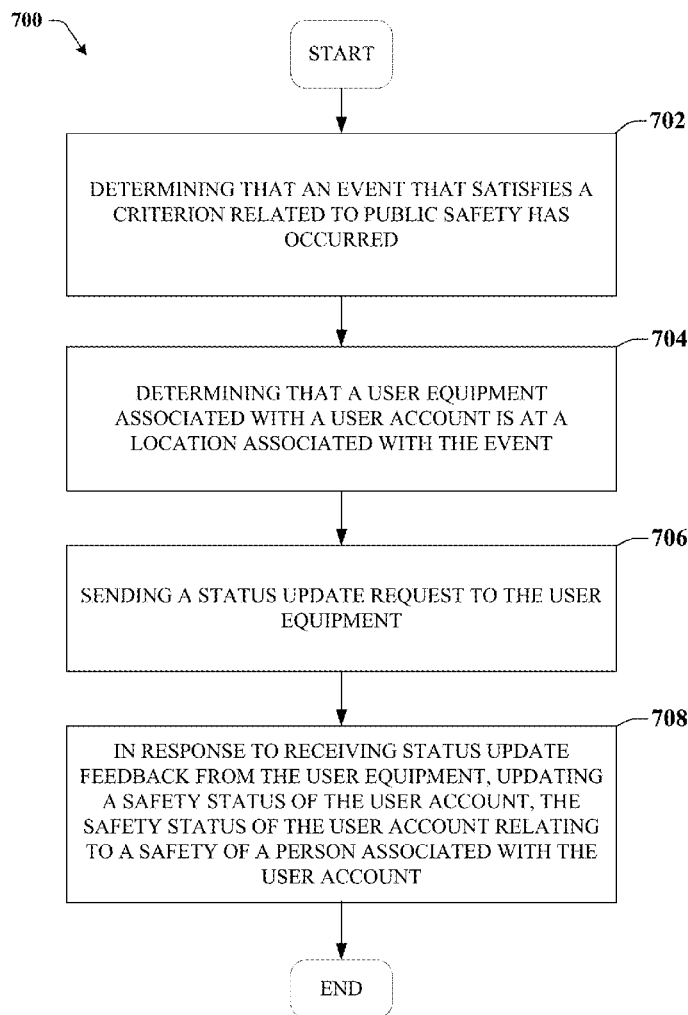 700
START
702
DETERMINING THAT AN EVENT THAT SATISFIES A
CRITERION RELATED TO PUBLIC SAFETY HAS
OCCURRED
704
DETERMINING THAT A USER EQUIPMENT
ASSOCIATED WITH A USER ACCOUNT IS AT A
LOCATION ASSOCIATED WITH THE EVENT
706
SENDING A STATUS UPDATE REQUEST TO THE USER
EQUIPMENT
708
IN RESPONSE TO RECEIVING STATUS UPDATE
FEEDBACK FROM THE USER EQUIPMENT, UPDATING
A SAFETY STATUS OF THE USER ACCOUNT, THE
SAFETY STATUS OF THE USER ACCOUNT RELATING
TO A SAFETY OF A PERSON ASSOCIATED WITH THE
USER ACCOUNT
END